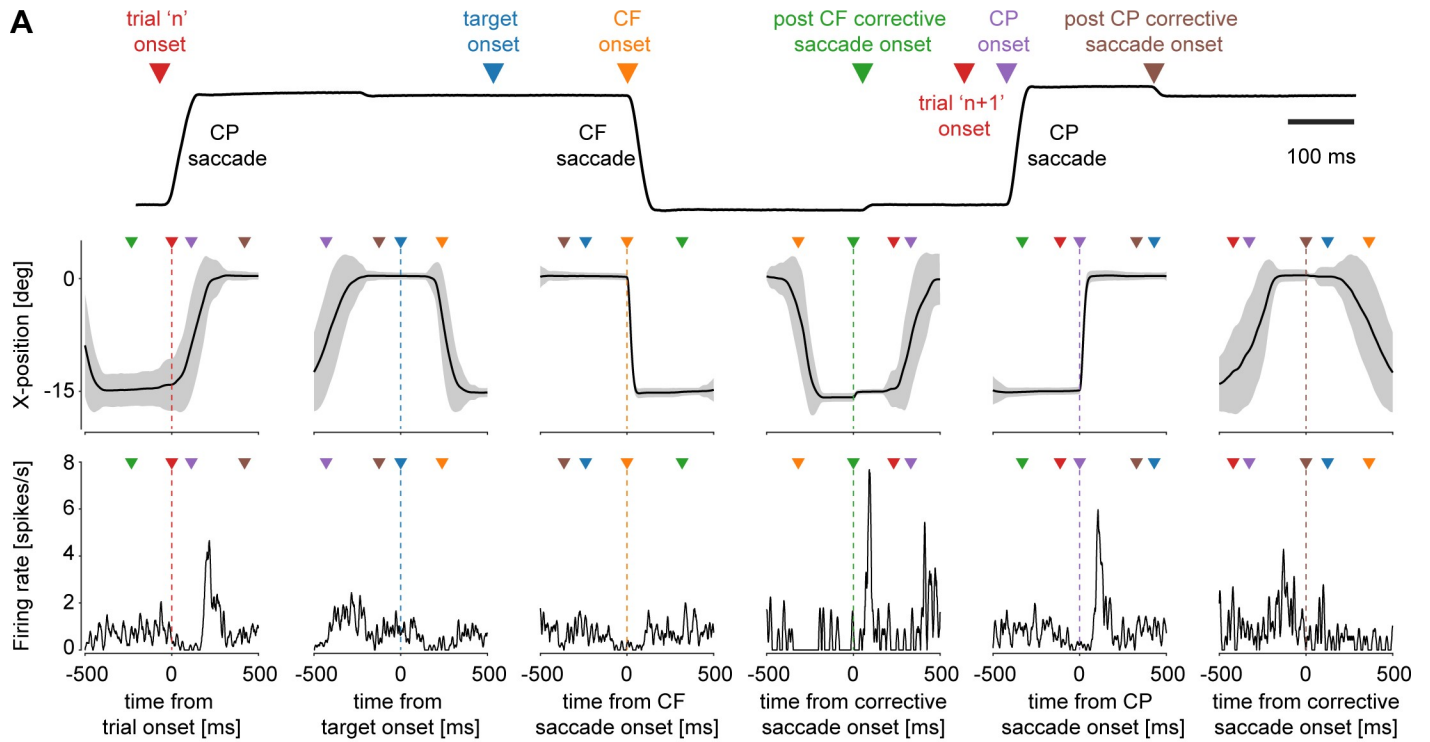 A
trial ‘n’
onset
target
onset
CF
onset
post CF corrective
saccade onset
CP
onset
post CP corrective
saccade onset
trial ‘n+1’
onset
CP
saccade
CF
saccade
CP
saccade
100 ms
X-position [deg]
0
-15
Firing rate [spikes/s]
8
6
4
2
0
-500 0 500
-500 0 500
-500 0 500
-500 0 500
-500 0 500
-500 0 500
time from
trial onset [ms]
time from
target onset [ms]
time from CF
saccade onset [ms]
time from corrective
saccade onset [ms]
time from CP
saccade onset [ms]
time from corrective
saccade onset [ms]